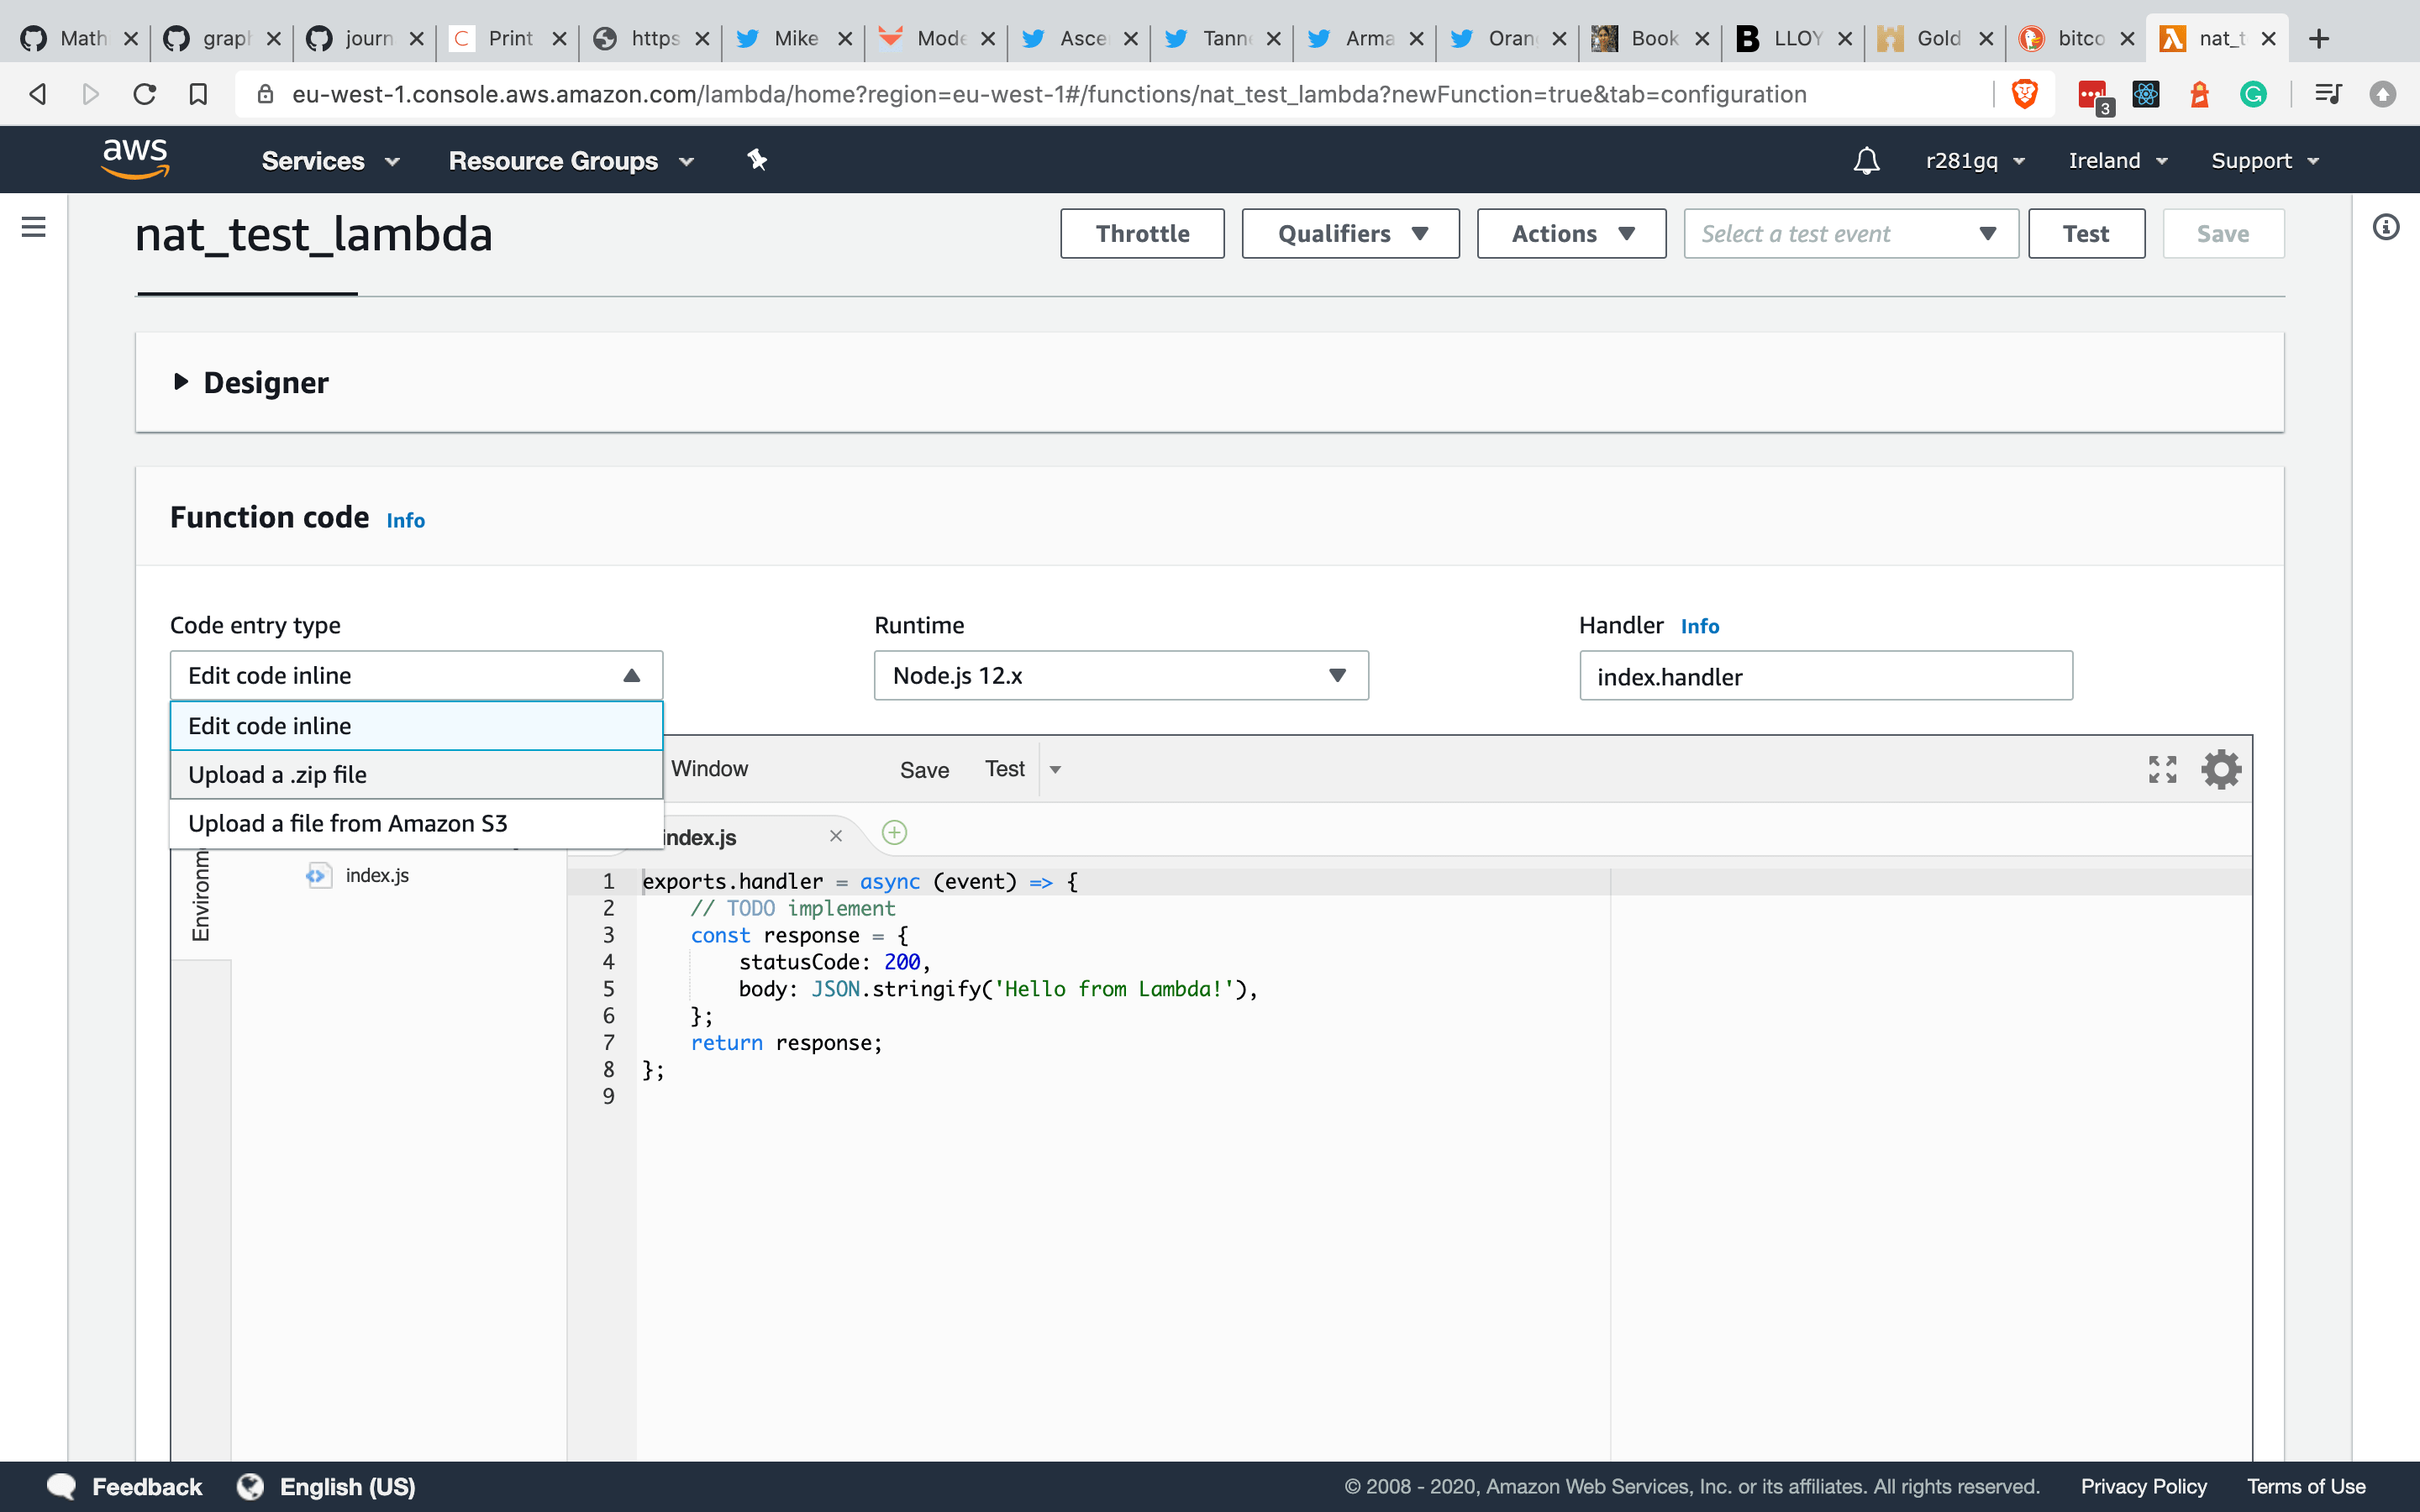 Math grap journ Print https Mike Mode Asce Tann Arma Oran Book LLOY Gold bitco nat_t
eu-west-1.console.aws.amazon.com/lambda/home?region=eu-west-1#/functions/nat_test_lambda?newFunction=true&tab=configuration
3
aws Services Resource Groups r281gq Ireland Support
nat_test_lambda
Throttle Qualifiers Actions Select a test event Test Save
Designer
Function code Info
Code entry type Runtime Handler Info
Edit code inline Node.js 12.x index.handler
Edit code inline
Upload a .zip file
Upload a file from Amazon S3
Window Save Test
index.js
Environm
index.js
1 exports.handler = async (event) => {
2 // TODO implement
3 const response = {
4 statusCode: 200,
5 body: JSON.stringify('Hello from Lambda!'),
6 };
7 return response;
8 };
9
Feedback English (US) © 2008 - 2020, Amazon Web Services, Inc. or its affiliates. All rights reserved. Privacy Policy Terms of Use